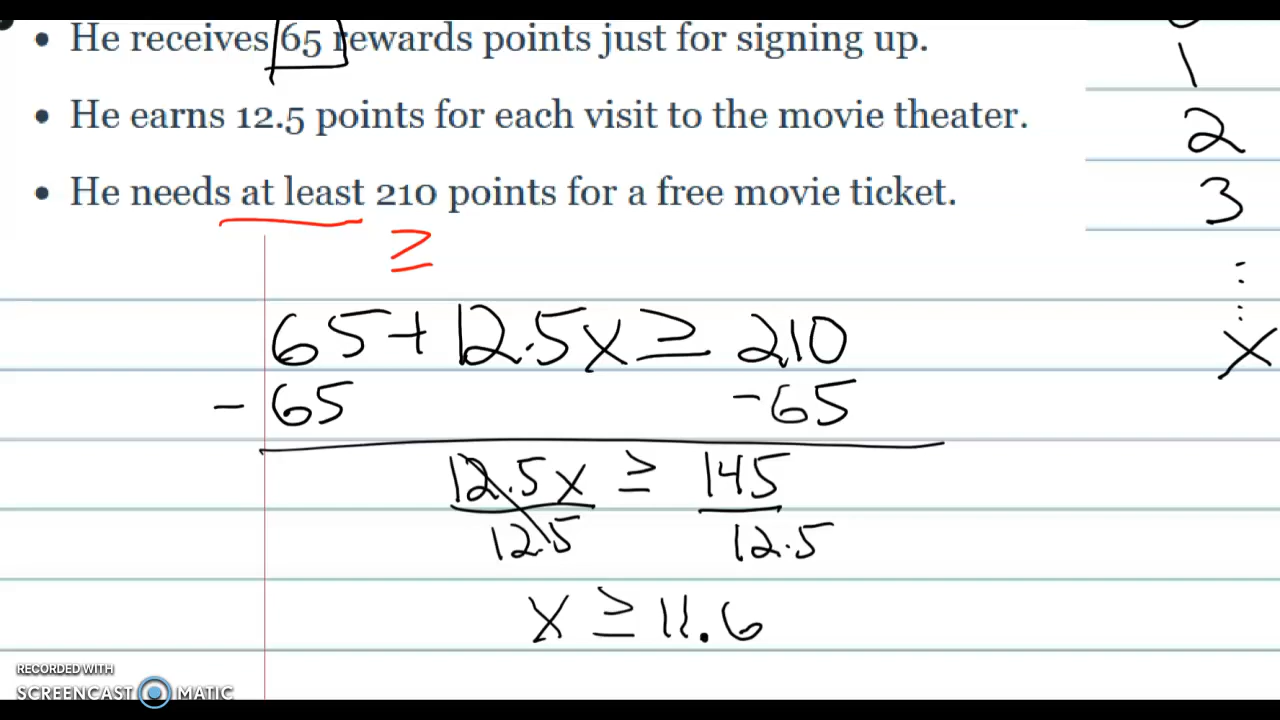 • He receives 65 rewards points just for signing up.
• He earns 12.5 points for each visit to the movie theater.
• He needs at least 210 points for a free movie ticket.
≥
65 + 12.5x ≥ 210
- 65 -65
12.5x ≥ 145
12.5 12.5
x ≥ 11.6
1
2
3
⋮
x
RECORDED WITH
SCREENCAST MATIC